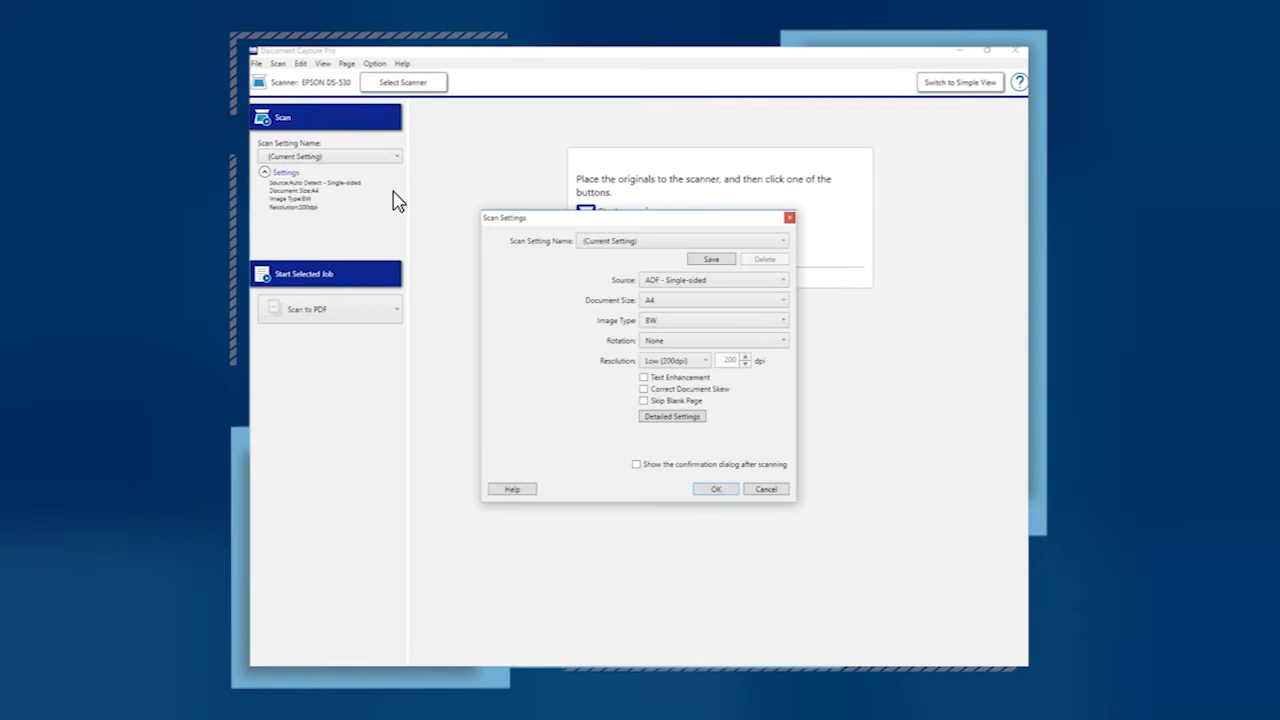 Document Capture Pro
File Scan Edit View Page Option Help
Scanner: EPSON DS-530 Select Scanner Switch to Simple View ?
Scan
Scan Setting Name:
(Current Setting)
Settings
Source:Auto Detect - Single-sided
Document Size:A4
Image Type:BW
Resolution:200dpi
Start Selected Job
Scan to PDF
Place the originals to the scanner, and then click one of the
buttons.
Scan Settings
Scan Setting Name: (Current Setting)
Save Delete
Source: ADF - Single-sided
Document Size: A4
Image Type: BW
Rotation: None
Resolution: Low (200dpi) 200 dpi
Text Enhancement
Correct Document Skew
Skip Blank Page
Detailed Settings
Show the confirmation dialog after scanning
Help OK Cancel